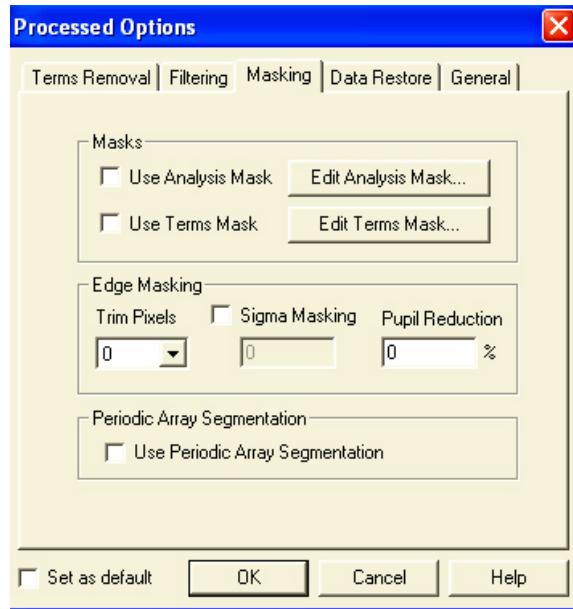 Processed Options
Terms Removal Filtering Masking Data Restore General
Masks
Use Analysis Mask Edit Analysis Mask...
Use Terms Mask Edit Terms Mask...
Edge Masking
Trim Pixels Sigma Masking Pupil Reduction
0 0 0 %
Periodic Array Segmentation
Use Periodic Array Segmentation
Set as default OK Cancel Help